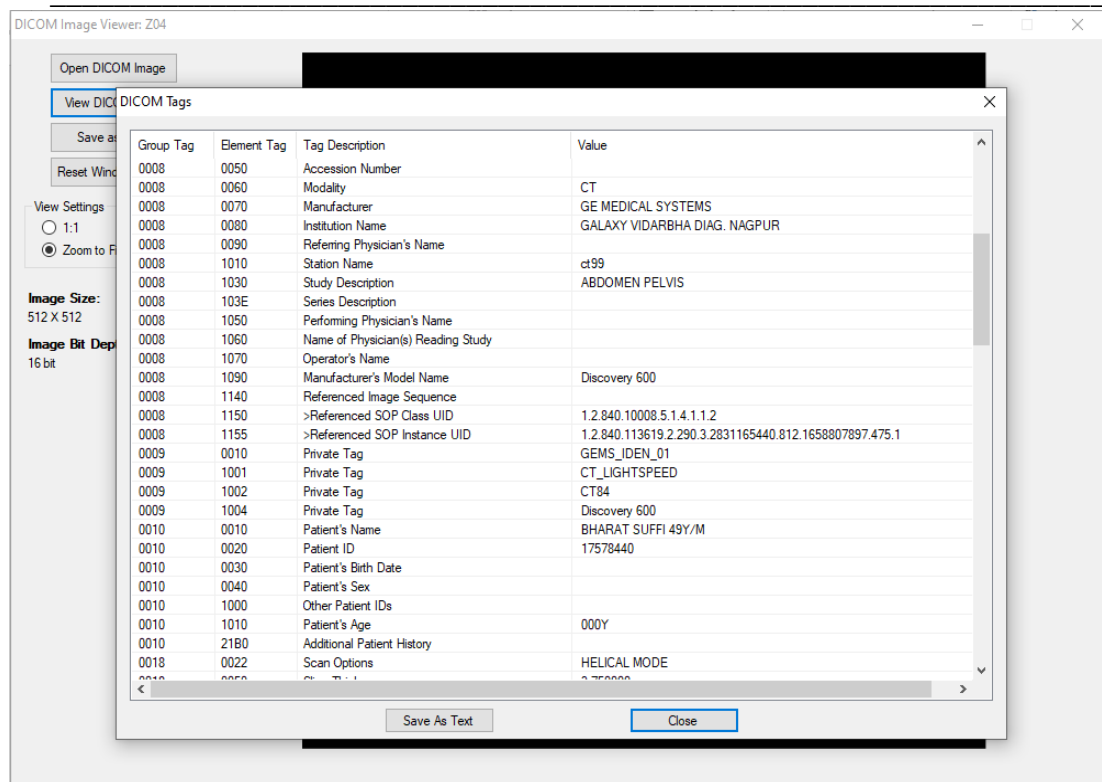 DICOM Image Viewer: Z04
Open DICOM Image
View DIC
Save as
Reset Wind
View Settings
1:1
Zoom to Fi
Image Size:
512 X 512
Image Bit Dept
16 bit
DICOM Tags
Group Tag Element Tag Tag Description Value
0008 0050 Accession Number
0008 0060 Modality CT
0008 0070 Manufacturer GE MEDICAL SYSTEMS
0008 0080 Institution Name GALAXY VIDARBHA DIAG. NAGPUR
0008 0090 Referring Physician's Name
0008 1010 Station Name ct99
0008 1030 Study Description ABDOMEN PELVIS
0008 103E Series Description
0008 1050 Performing Physician's Name
0008 1060 Name of Physician(s) Reading Study
0008 1070 Operator's Name
0008 1090 Manufacturer's Model Name Discovery 600
0008 1140 Referenced Image Sequence
0008 1150 >Referenced SOP Class UID 1.2.840.10008.5.1.4.1.1.2
0008 1155 >Referenced SOP Instance UID 1.2.840.113619.2.290.3.2831165440.812.1658807897.475.1
0009 0010 Private Tag GEMS_IDEN_01
0009 1001 Private Tag CT_LIGHTSPEED
0009 1002 Private Tag CT84
0009 1004 Private Tag Discovery 600
0010 0010 Patient's Name BHARAT SUFFI 49Y/M
0010 0020 Patient ID 17578440
0010 0030 Patient's Birth Date
0010 0040 Patient's Sex
0010 1000 Other Patient IDs
0010 1010 Patient's Age 000Y
0010 21B0 Additional Patient History
0018 0022 Scan Options HELICAL MODE
Save As Text
Close